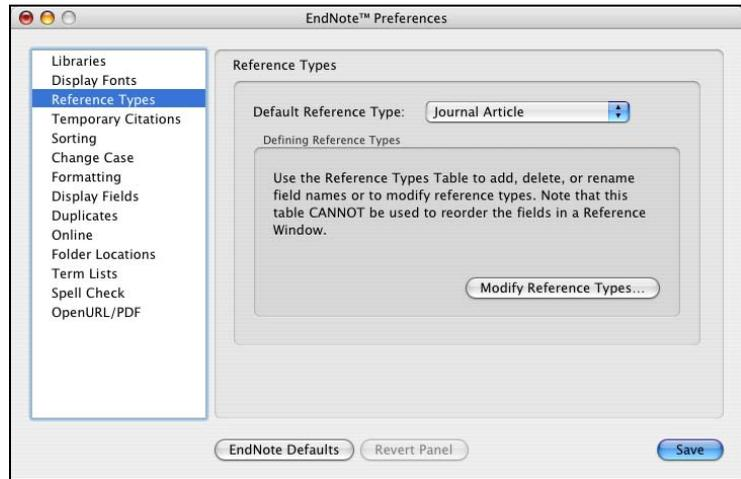 EndNote™ Preferences
Libraries
Display Fonts
Reference Types
Temporary Citations
Sorting
Change Case
Formatting
Display Fields
Duplicates
Online
Folder Locations
Term Lists
Spell Check
OpenURL/PDF
Reference Types
Default Reference Type: Journal Article
Defining Reference Types
Use the Reference Types Table to add, delete, or rename
field names or to modify reference types. Note that this
table CANNOT be used to reorder the fields in a Reference
Window.
Modify Reference Types...
EndNote Defaults Revert Panel Save